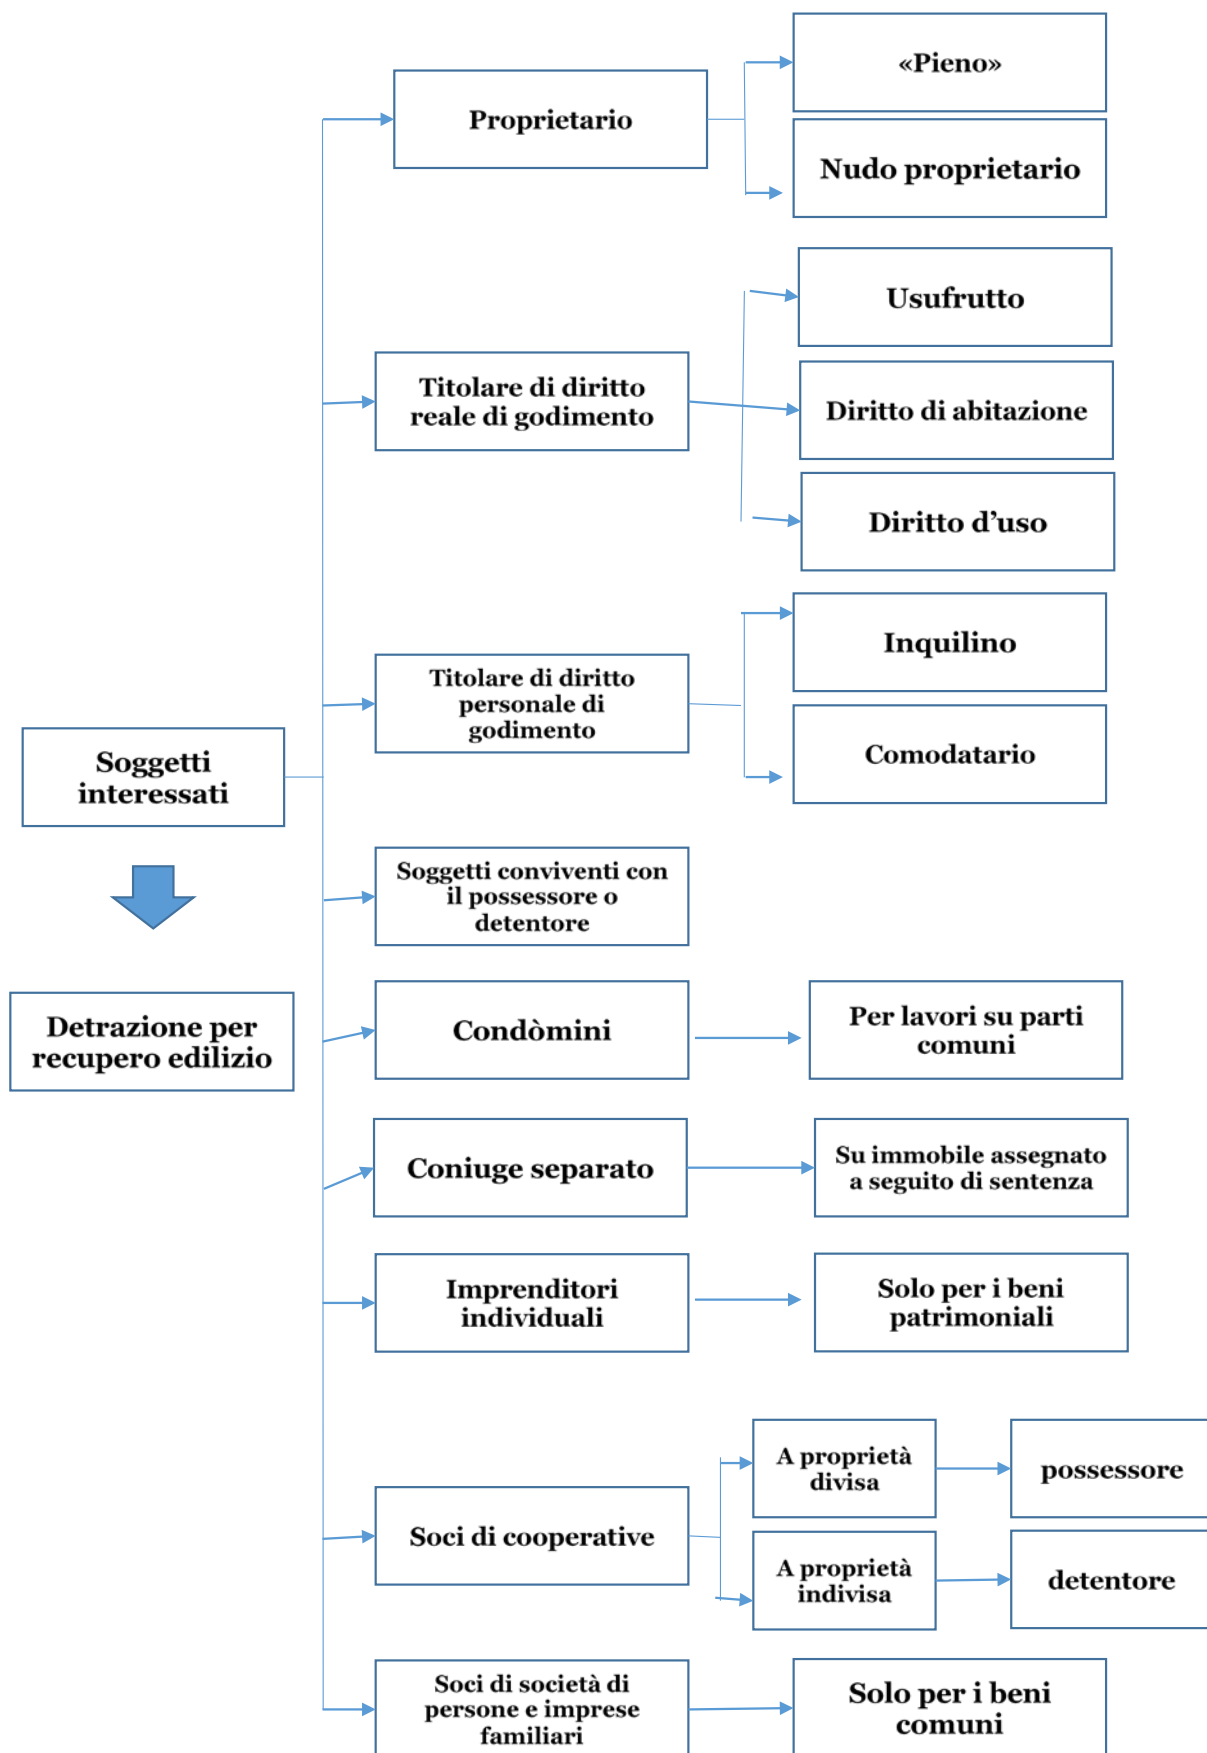 «Pieno»
Proprietario
Nudo proprietario
Usufrutto
Titolare di diritto
reale di godimento
Diritto di abitazione
Diritto d’uso
Inquilino
Titolare di diritto
personale di
godimento
Comodatario
Soggetti
interessati
Soggetti conviventi con
il possessore o
detentore
Detrazione per
recupero edilizio
Condòmini
Per lavori su parti
comuni
Coniuge separato
Su immobile assegnato
a seguito di sentenza
Imprenditori
individuali
Solo per i beni
patrimoniali
A proprietà
divisa
possessore
Soci di cooperative
A proprietà
indivisa
detentore
Soci di società di
persone e imprese
familiari
Solo per i beni
comuni